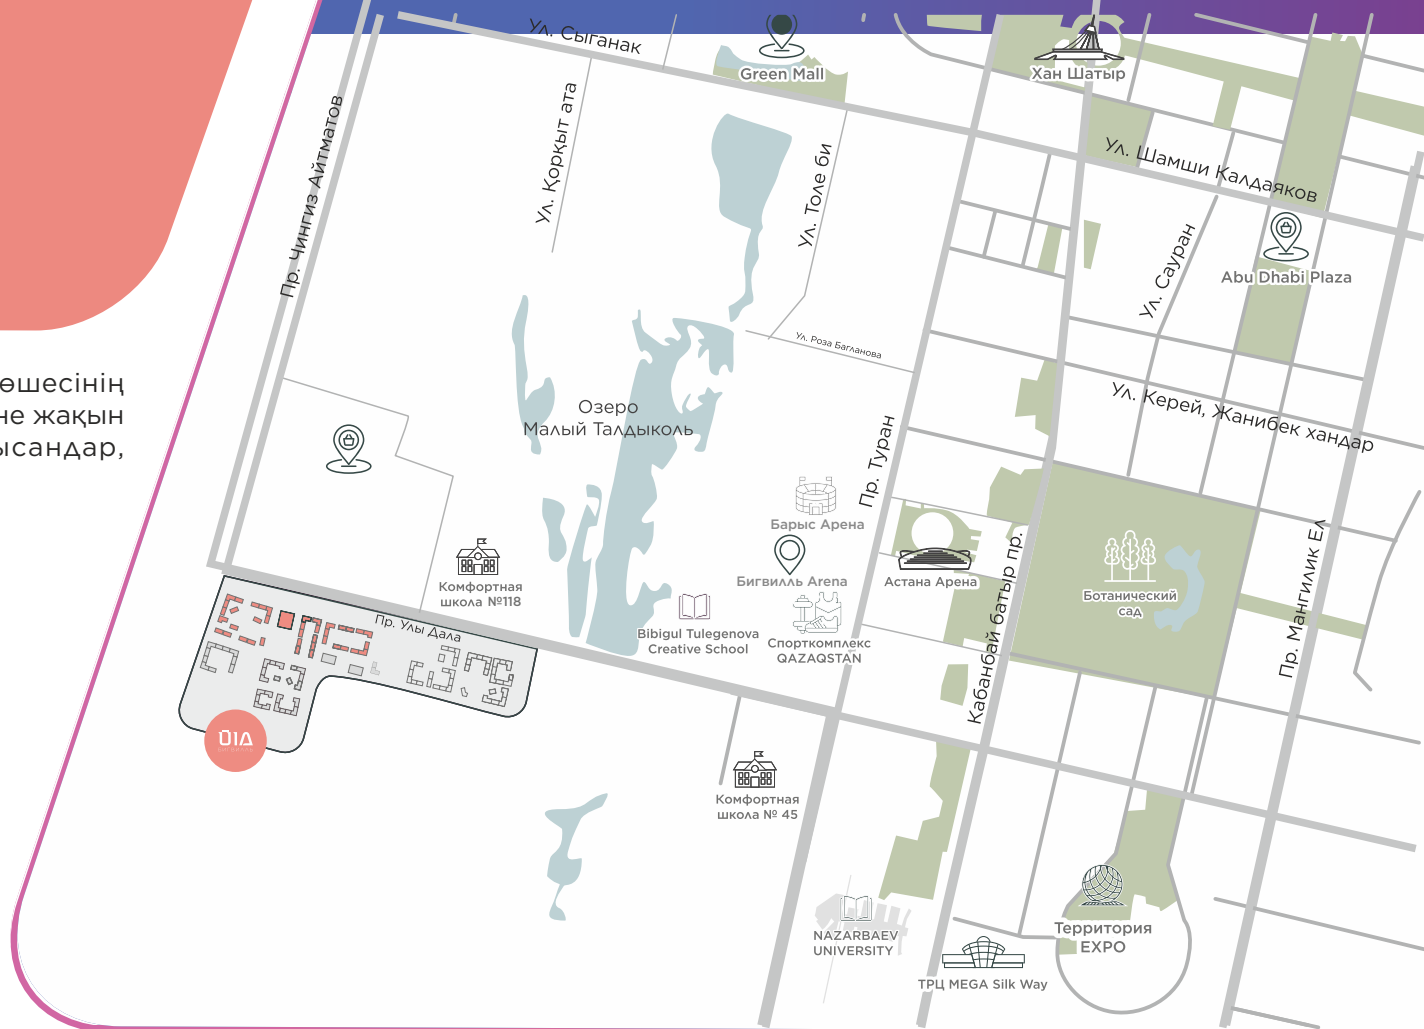 Ул. Сыганак
Green Mall
Хан Шатыр
Пр. Чингиз Айтматов
Ул. Қорқыт ата
Ул. Толе би
Ул. Шамши Калдаяков
Ул. Сауран
Abu Dhabi Plaza
Ул. Роза Багланова
өшесінің
не жақын
ысандар,
Озеро
Малый Талдыколь
Ул. Керей, Жанибек хандар
Пр. Туран
Барыс Арена
Бигвилль Arena
Астана Арена
Кабанбай батыр пр.
Ботанический
сад
Пр. Мангилик Ел
Комфортная
школа №118
Пр. Улы Дала
Bibigul Tulegenova
Creative School
Спорткомплекс
QAZAQSTAN
ŪIД
БИГВИЛЛЬ
Комфортная
школа № 45
NAZARBAEV
UNIVERSITY
Территория
EXPO
ТРЦ MEGA Silk Way